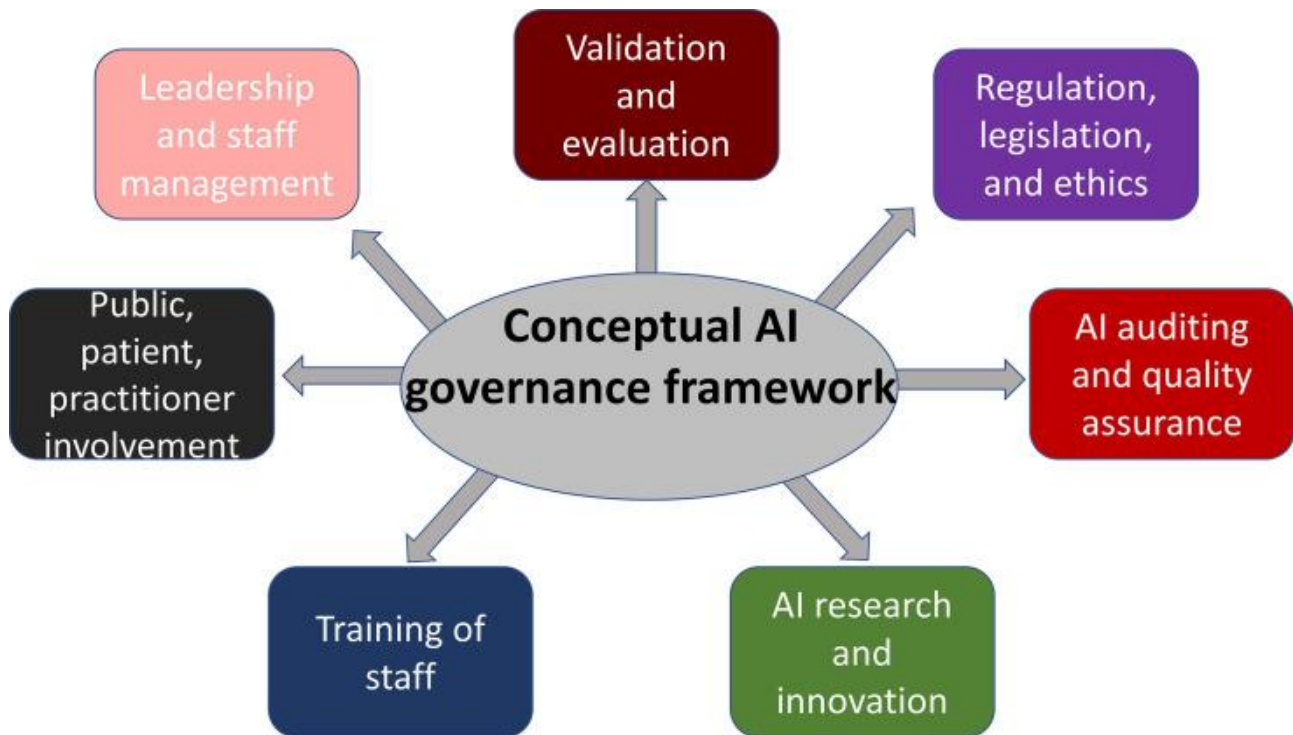 Validation
and
evaluation
Leadership
and staff
management
Regulation,
legislation,
and ethics
Public,
patient,
practitioner
involvement
Conceptual AI
governance framework
AI auditing
and quality
assurance
Training of
staff
AI research
and
innovation